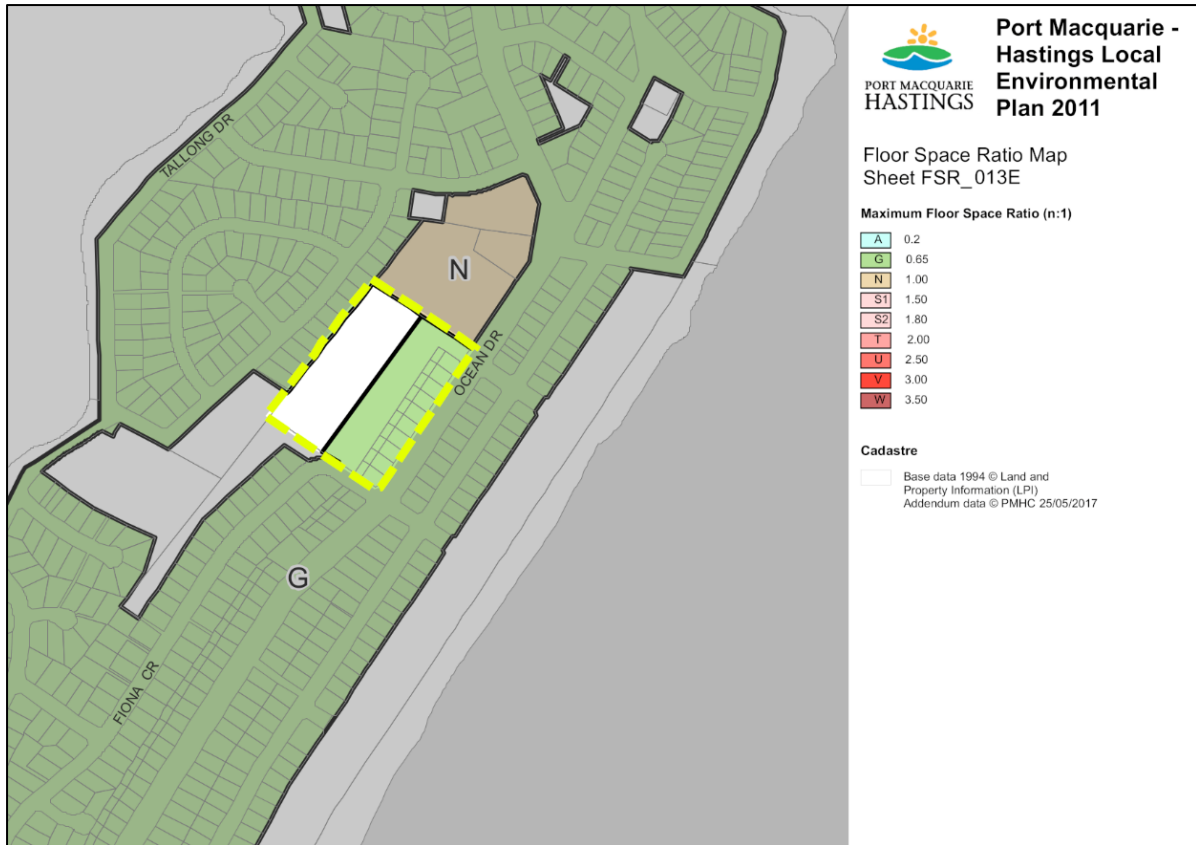 TALLONG DR
N
OCEAN DR
G
FIONA CR
PORT MACQUARIE
HASTINGS
Port Macquarie -
Hastings Local
Environmental
Plan 2011
Floor Space Ratio Map
Sheet FSR_013E
Maximum Floor Space Ratio (n:1)
A 0.2
G 0.65
N 1.00
S1 1.50
S2 1.80
T 2.00
U 2.50
V 3.00
W 3.50
Cadastre
Base data 1994 © Land and
Property Information (LPI)
Addendum data © PMHC 25/05/2017